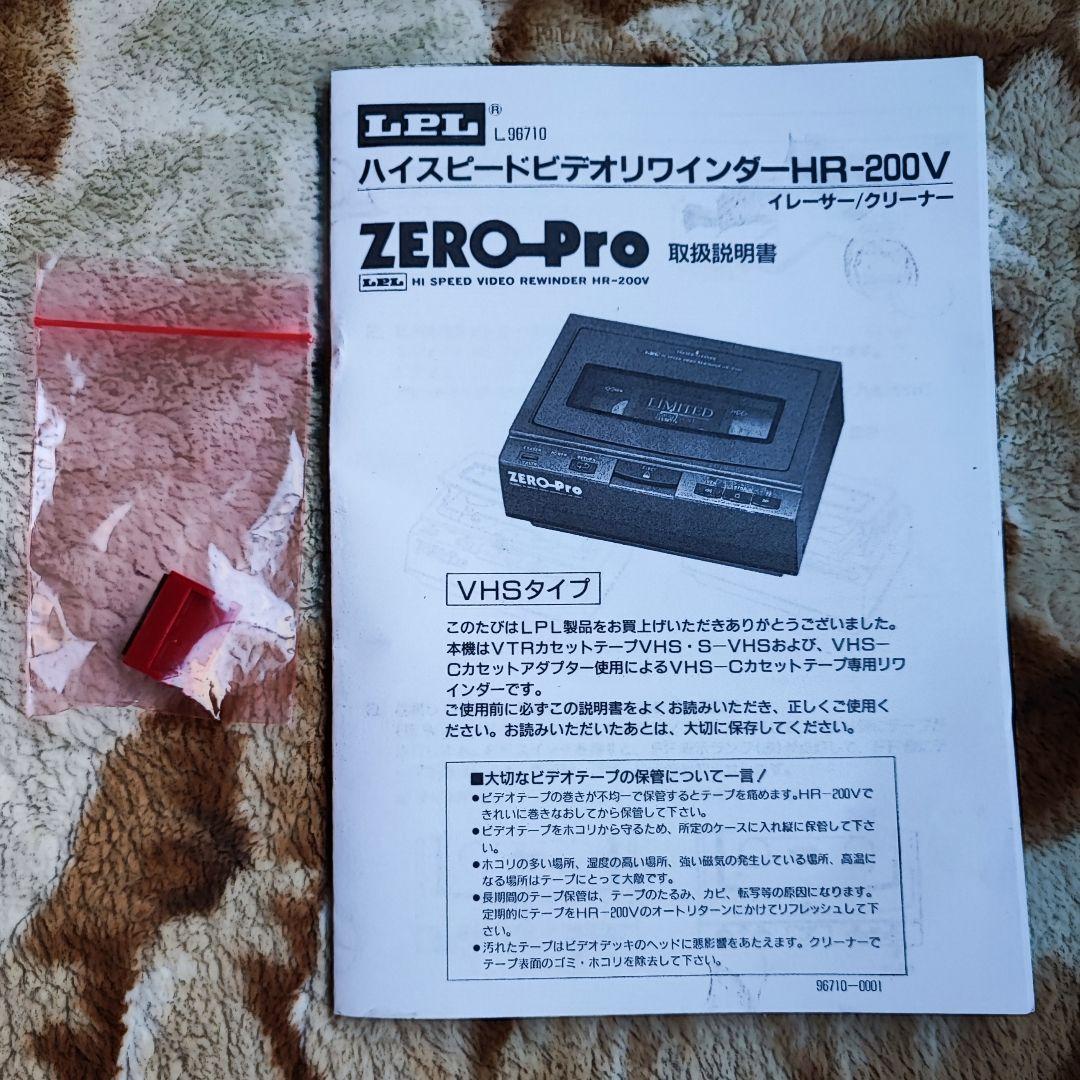 LPL®
L96710
ハイスピードビデオリワインダーHR-200V
イレーサー/クリーナー
ZERO-Pro 取扱説明書
LPL HI SPEED VIDEO REWINDER HR-200V
LIMITED
ZERO-Pro
VHSタイプ
このたびはLPL製品をお買上げいただきありがとうございました。
本機はVTRカセットテープVHS・S-VHSおよび、VHS-
Cカセットアダプター使用によるVHS-Cカセットテープ専用リワ
インダーです。
ご使用前に必ずこの説明書をよくお読みいただき、正しくご使用く
ださい。お読みいただいたあとは、大切に保存してください。
■大切なビデオテープの保管について一言!
●ビデオテープの巻きが不均一で保管するとテープを痛めます。HR-200Vで
きれいに巻きなおしてから保管して下さい。
●ビデオテープをホコリから守るため、所定のケースに入れ縦に保管して下さ
い。
●ホコリの多い場所、湿度の高い場所、強い磁気の発生している場所、高温に
なる場所はテープにとって大敵です。
●長期間のテープ保管は、テープのたるみ、カビ、転写等の原因になります。
定期的にテープをHR-200Vのオートリターンにかけてリフレッシュして下
さい。
●汚れたテープはビデオデッキのヘッドに悪影響をあたえます。クリーナーで
テープ表面のゴミ・ホコリを除去して下さい。
96710-0001